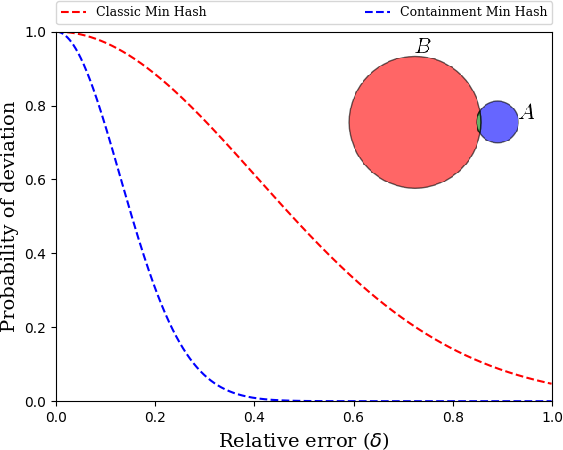 Classic Min Hash
Containment Min Hash
B
A
Probability of deviation
1.0
0.8
0.6
0.4
0.2
0.0
0.0 0.2 0.4 0.6 0.8 1.0
Relative error (δ)